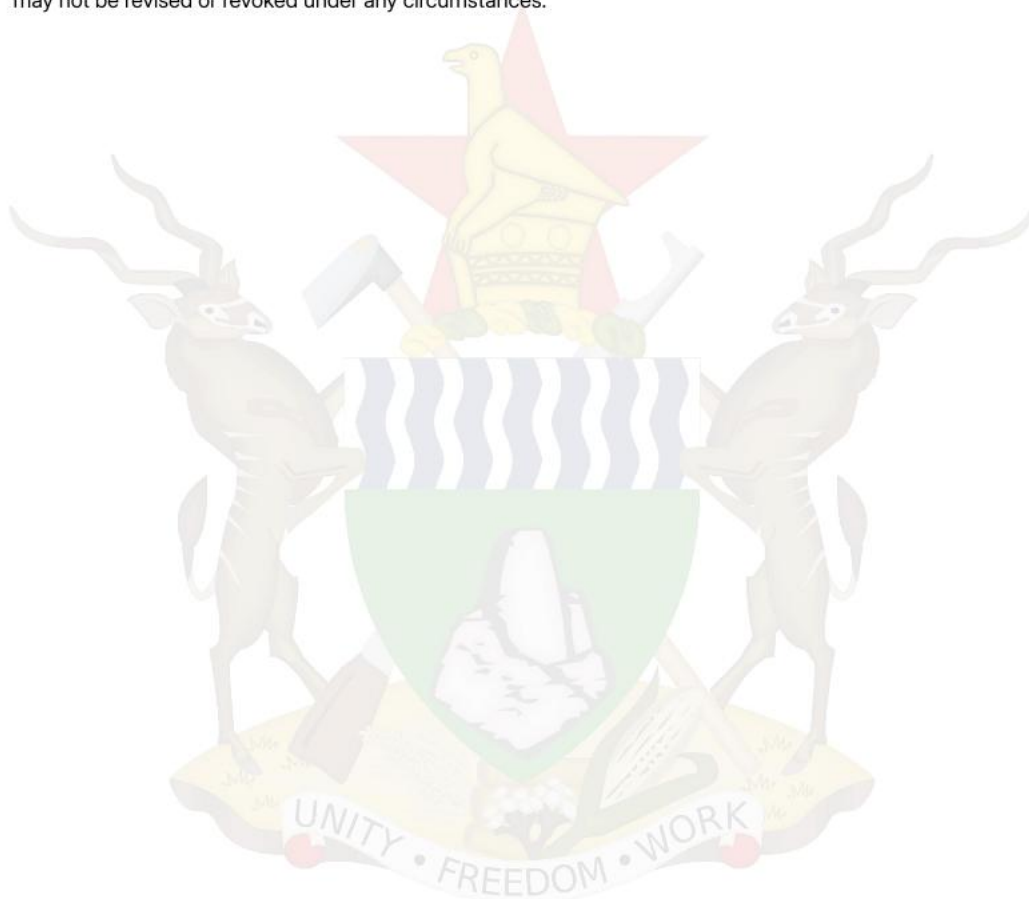 may not be revised or revoked under any circumstances.
UNITY • FREEDOM • WORK